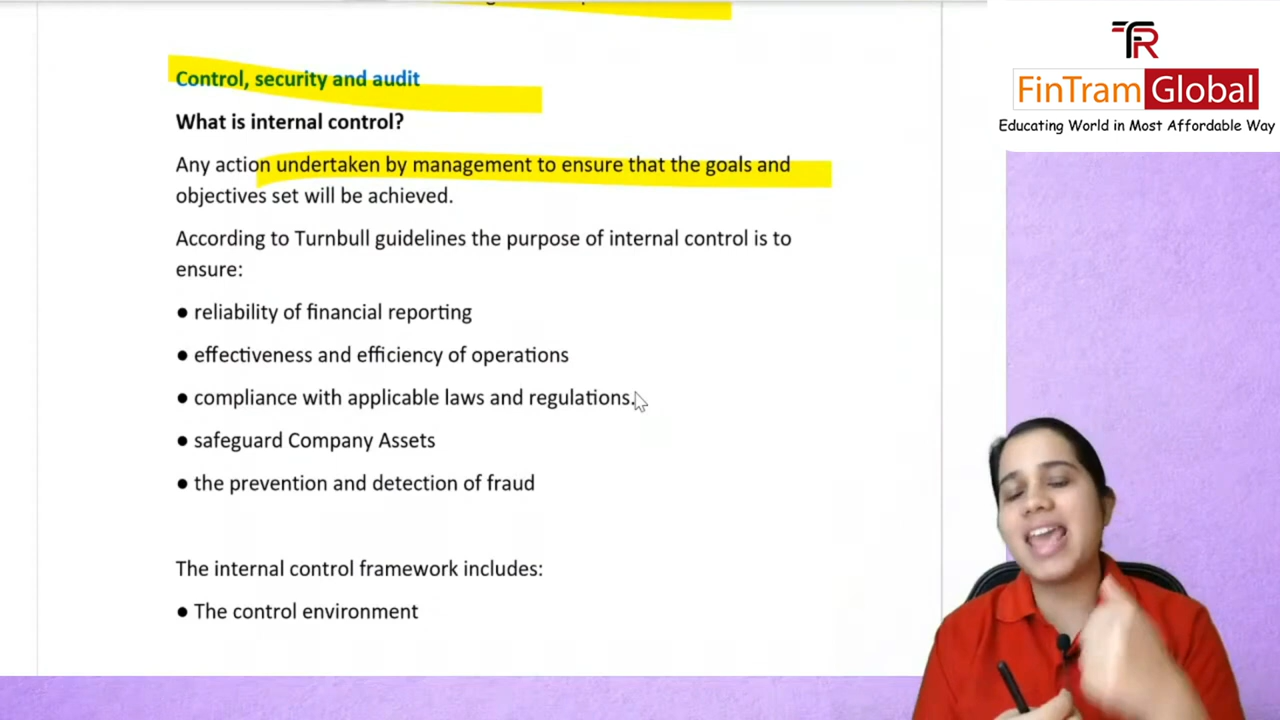 Control, security and audit
What is internal control?
Any action undertaken by management to ensure that the goals and
objectives set will be achieved.
According to Turnbull guidelines the purpose of internal control is to
ensure:
● reliability of financial reporting
● effectiveness and efficiency of operations
● compliance with applicable laws and regulations.
● safeguard Company Assets
● the prevention and detection of fraud
The internal control framework includes:
● The control environment
FinTram Global
Educating World in Most Affordable Way